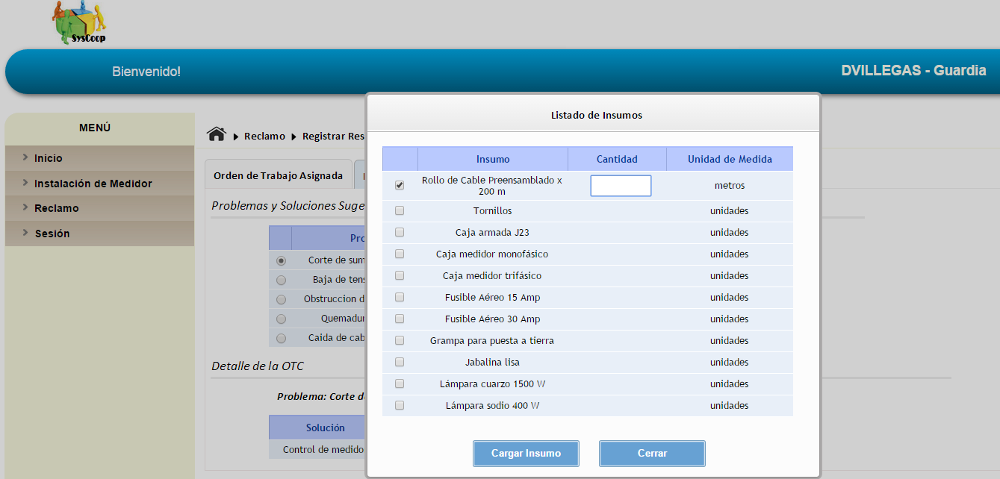 SysCoop
Bienvenido!
DVILLEGAS - Guardia
MENÚ
Inicio
Instalación de Medidor
Reclamo
Sesión
Reclamo
Registrar Res
Orden de Trabajo Asignada
Problemas y Soluciones Suge
Pro
Corte de sum
Baja de tens
Obstruccion d
Quemadur
Caida de cab
Detalle de la OTC
Problema: Corte d
Solución
Control de medido
Listado de Insumos
Insumo Cantidad Unidad de Medida
Rollo de Cable Preensamblado x
200 m
metros
Tornillos unidades
Caja armada J23 unidades
Caja medidor monofásico unidades
Caja medidor trifásico unidades
Fusible Aéreo 15 Amp unidades
Fusible Aéreo 30 Amp unidades
Grampa para puesta a tierra unidades
Jabalina lisa unidades
Lámpara cuarzo 1500 W unidades
Lámpara sodio 400 W unidades
Cargar Insumo Cerrar